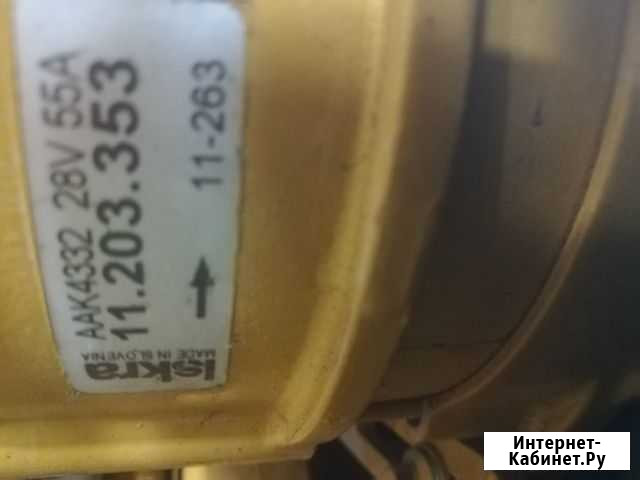 AAK4332 28V 55A
11.203.353
11-263
Iskra
MADE IN SLOVENIA
Интернет-
Кабинет.Ру